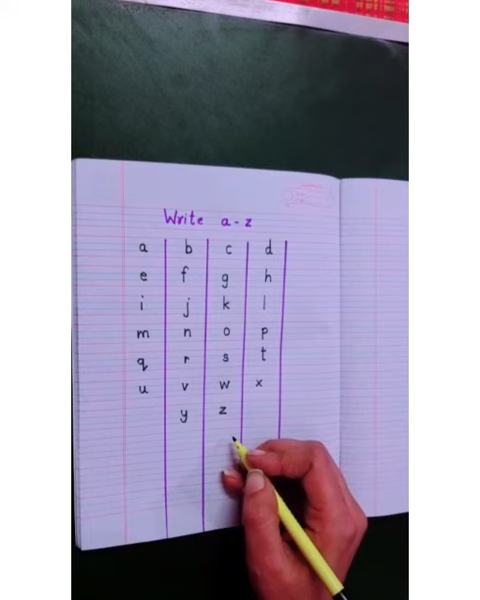 Write a-z
a b c d
e f g h
i j k l
m n o p
q r s t
u v w x
y z